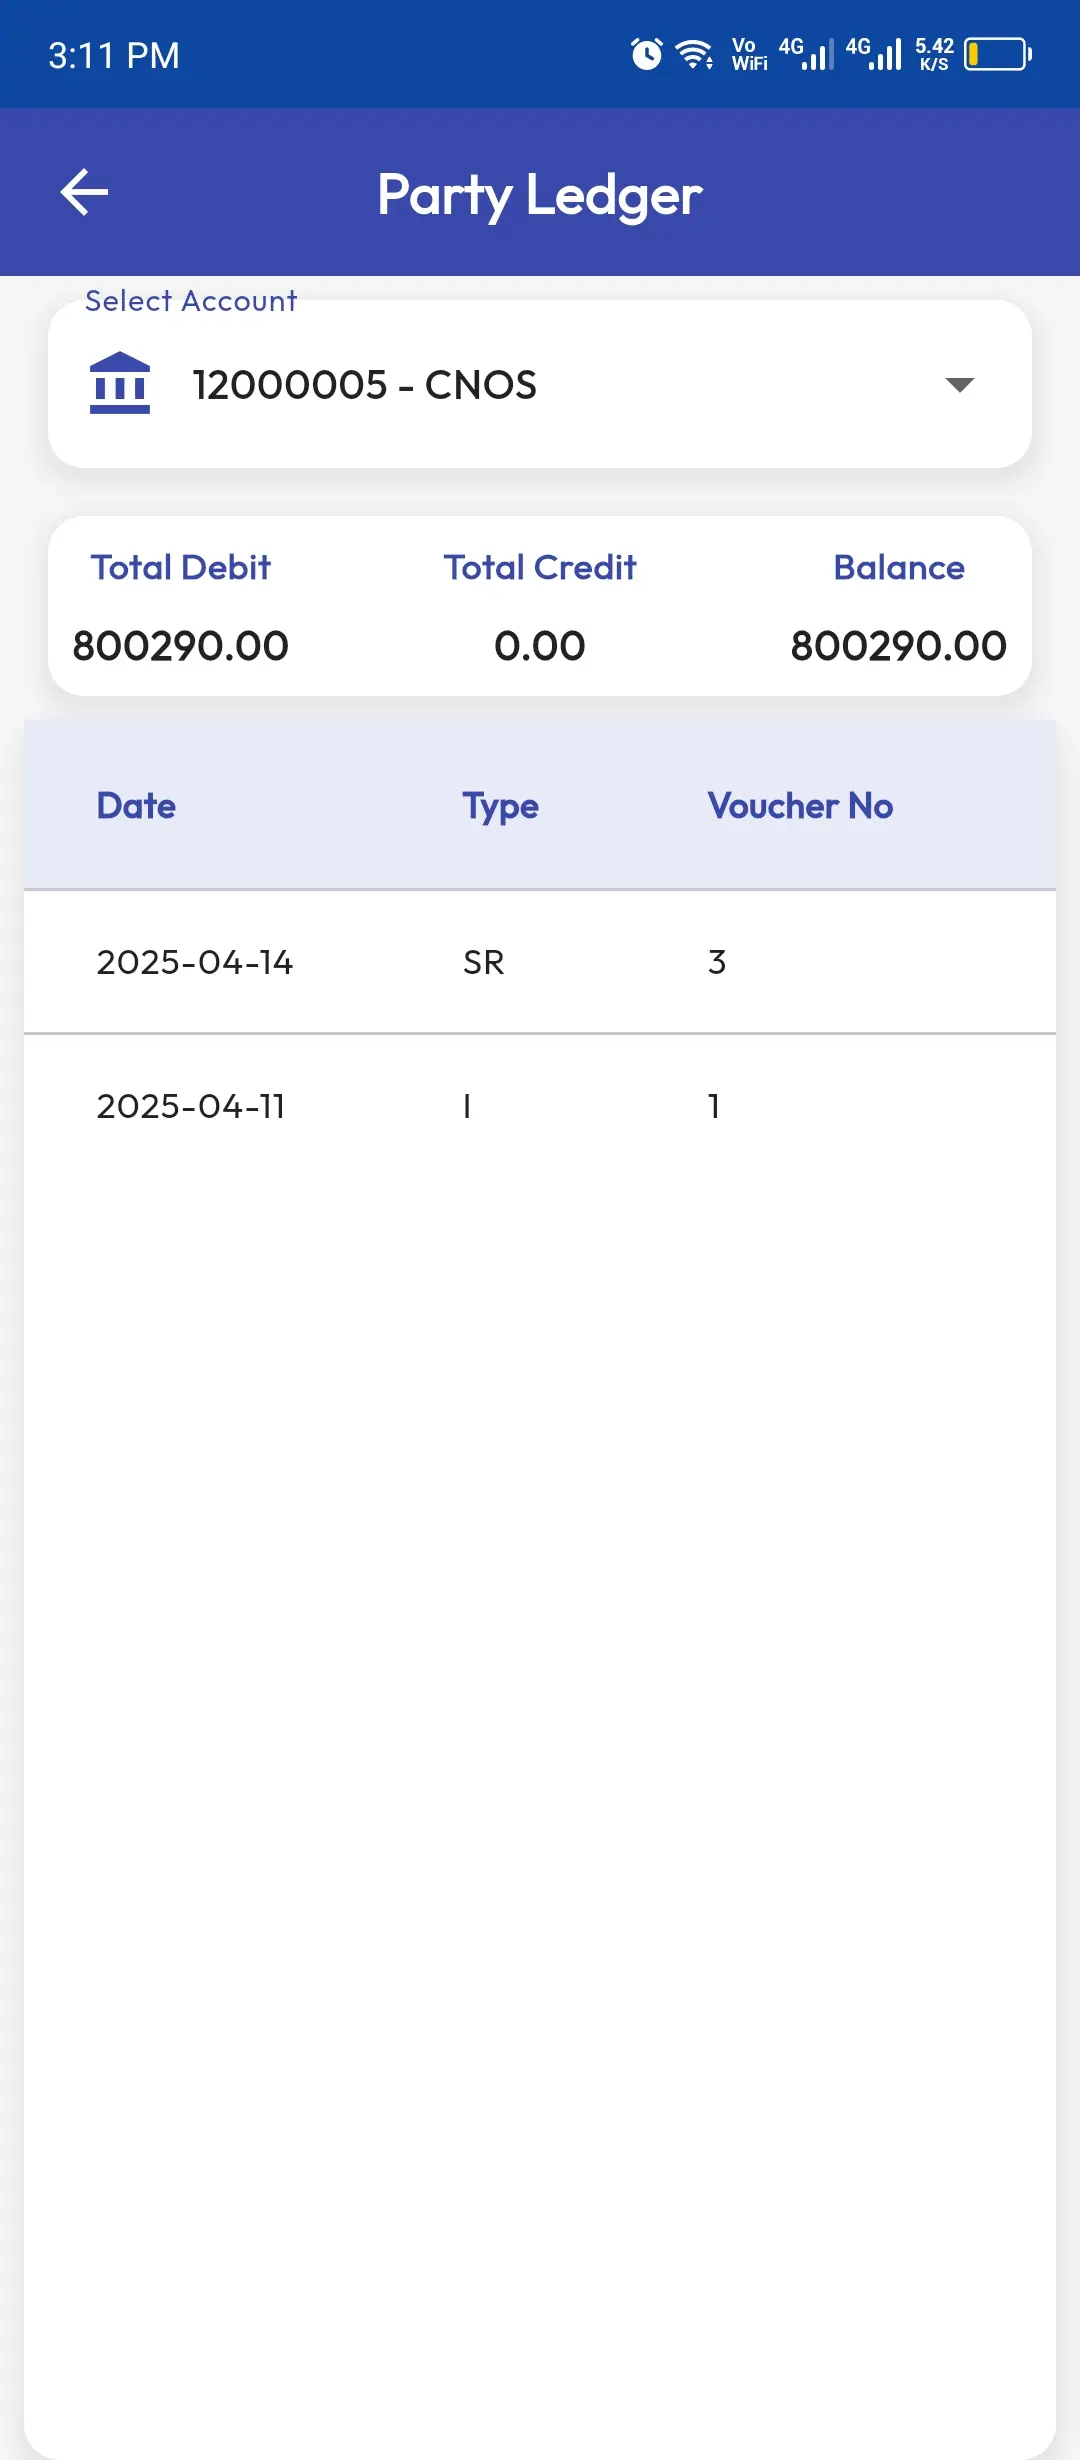 3:11 PM Vo WiFi 4G 4G 5.42 K/S
Party Ledger
Select Account
12000005 - CNOS
Total Debit Total Credit Balance
800290.00 0.00 800290.00
Date Type Voucher No
2025-04-14 SR 3
2025-04-11 I 1